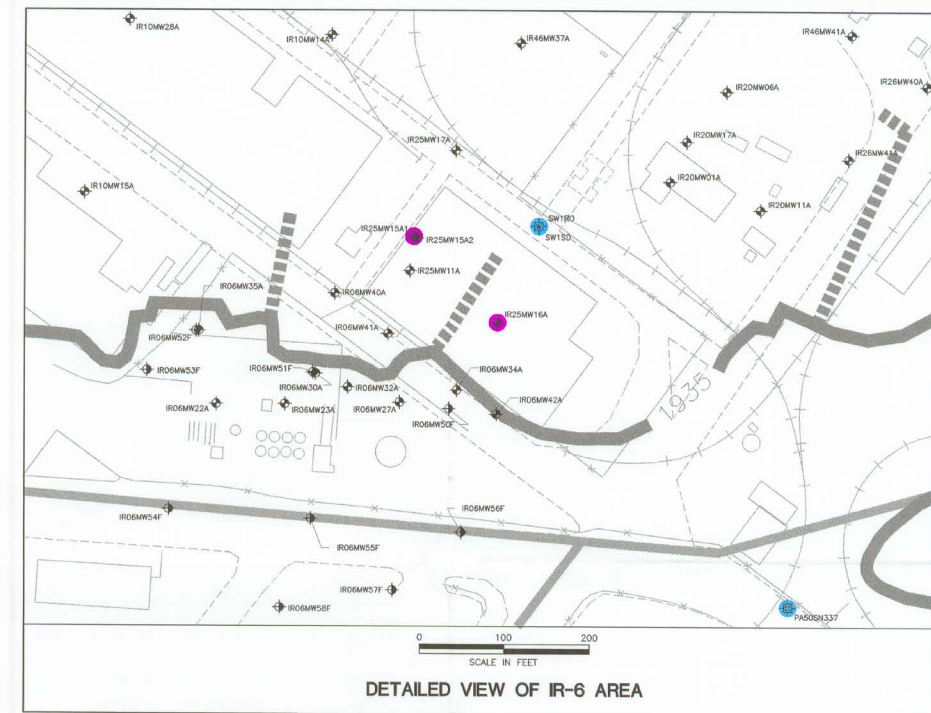 IR10MW28A
IR10MW14A
IR46MW37A
IR46MW41A
IR26MW40A
IR20MW06A
IR20MW17A
IR25MW17A
IR26MW41A
IR20MW01A
IR10MW15A
IR20MW11A
SW1RO
SW1SD
IR25MW15A1
IR25MW15A2
IR25MW11A
IR06MW35A
IR06MW40A
IR25MW16A
IR06MW41A
IR06MW52F
IR06MW53F
IR06MW51F
IR06MW34A
IR06MW30A
IR06MW32A
1935
IR06MW22A
IR06MW23A
IR06MW27A
IR06MW42A
IR06MW50F
IR06MW56F
IR06MW54F
IR06MW55F
IR06MW57F
IR06MW58F
PA50SN337
0 100 200
SCALE IN FEET
DETAILED VIEW OF IR-6 AREA